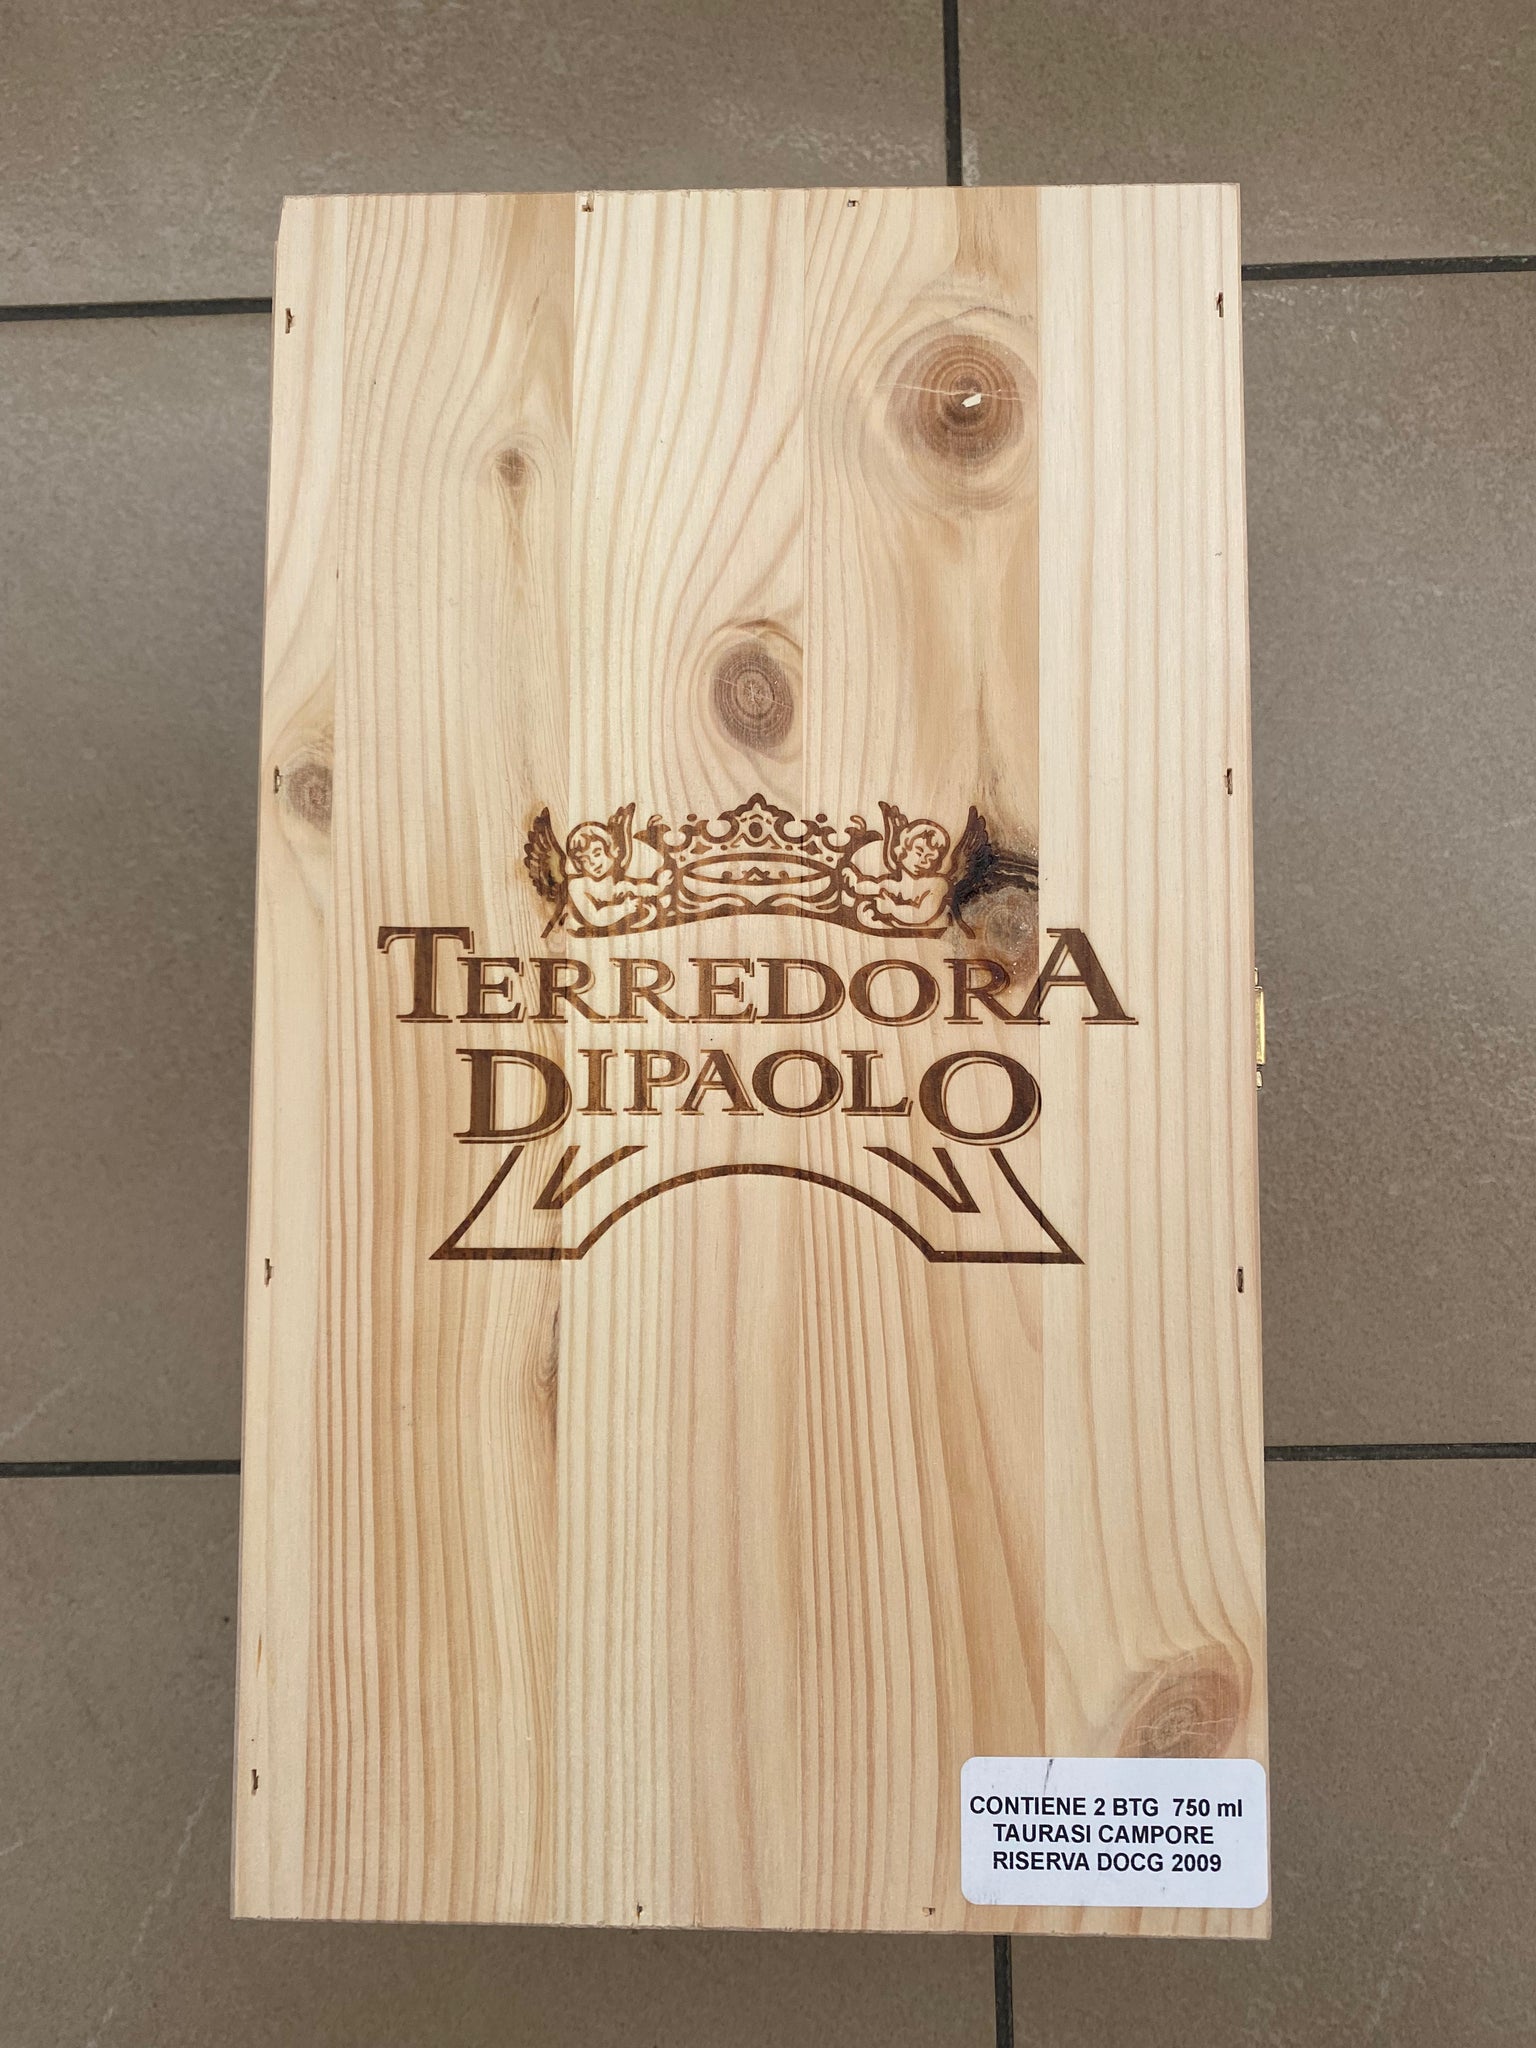 TERREDORA
DIPAOLO
CONTIENE 2 BTG 750 ml
TAURASI CAMPORE
RISERVA DOCG 2009